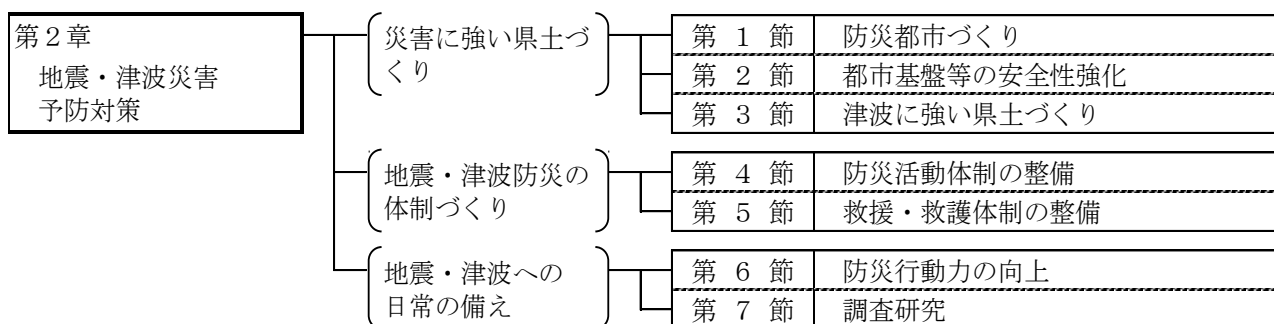 第２章
地震・津波災害
予防対策
災害に強い県土づ
くり
第 １ 節 防災都市づくり
第 ２ 節 都市基盤等の安全性強化
第 ３ 節 津波に強い県土づくり
地震・津波防災の
体制づくり
第 ４ 節 防災活動体制の整備
第 ５ 節 救援・救護体制の整備
地震・津波への
日常の備え
第 ６ 節 防災行動力の向上
第 ７ 節 調査研究